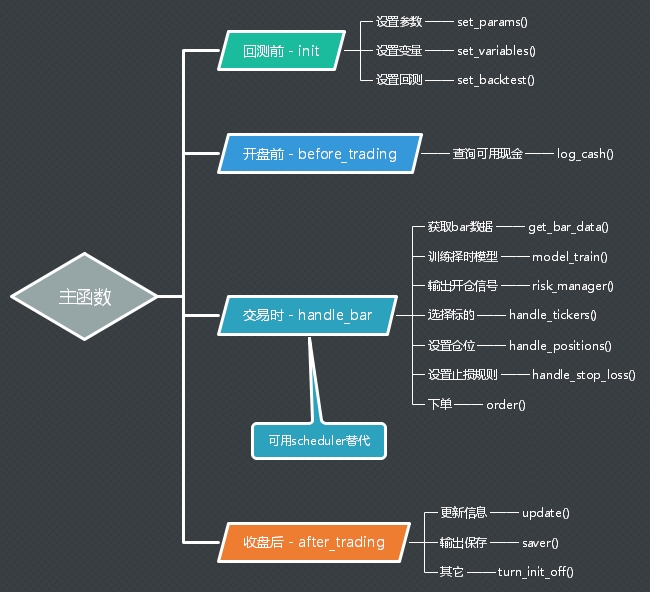 主函数
回测前 - init
设置参数 set_params()
设置变量 set_variables()
设置回测 set_backtest()
开盘前 - before_trading
查询可用现金 log_cash()
交易时 - handle_bar
获取bar数据 get_bar_data()
训练择时模型 model_train()
输出开仓信号 risk_manager()
选择标的 handle_tickers()
设置仓位 handle_positions()
设置止损规则 handle_stop_loss()
下单 order()
可用scheduler替代
收盘后 - after_trading
更新信息 update()
输出保存 saver()
其它 turn_init_off()